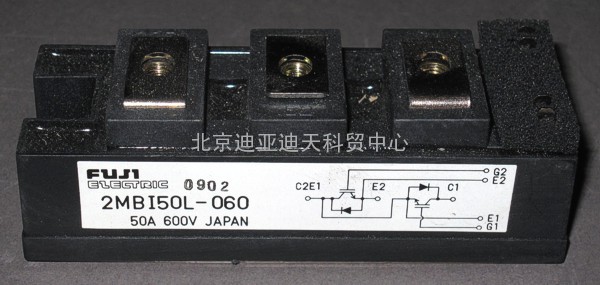 北京迪亚迪天科贸中心
FUJI
ELECTRIC 0902
2MBI50L-060
50A 600V JAPAN
G2
E2
C2E1 E2 C1
E1
G1